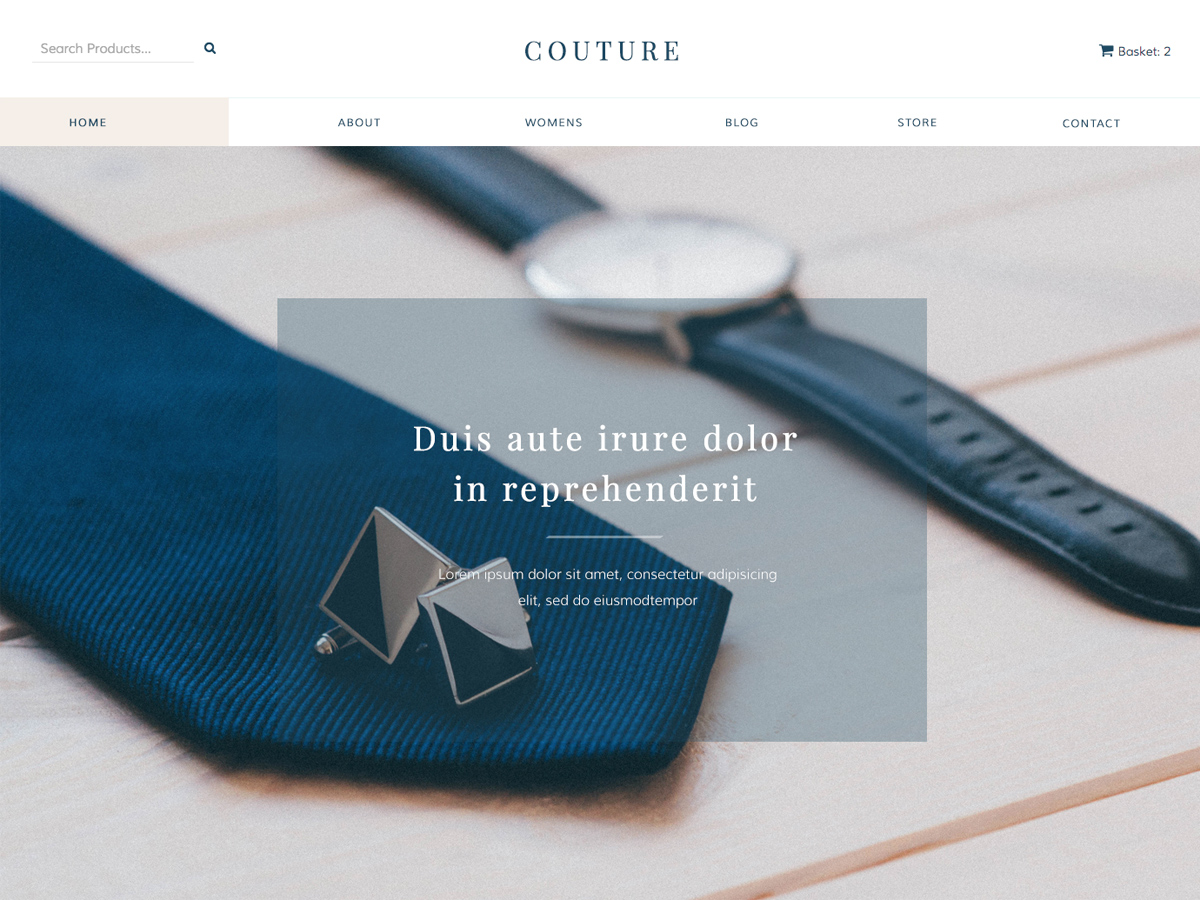 Search Products...
COUTURE
Basket: 2
HOME
ABOUT
WOMENS
BLOG
STORE
CONTACT
Duis aute irure dolor
in reprehenderit
Lorem ipsum dolor sit amet, consectetur adipisicing
elit, sed do eiusmodtempor